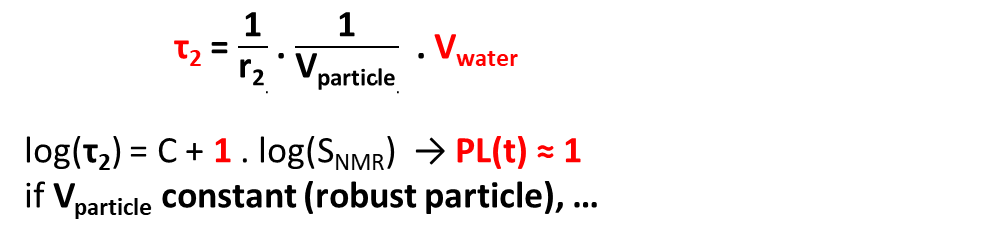 τ₂ = 1/r₂ . 1/Vparticle . Vwater
log(τ₂) = C + 1 . log(SNMR) → PL(t) ≈ 1
if Vparticle constant (robust particle), ...